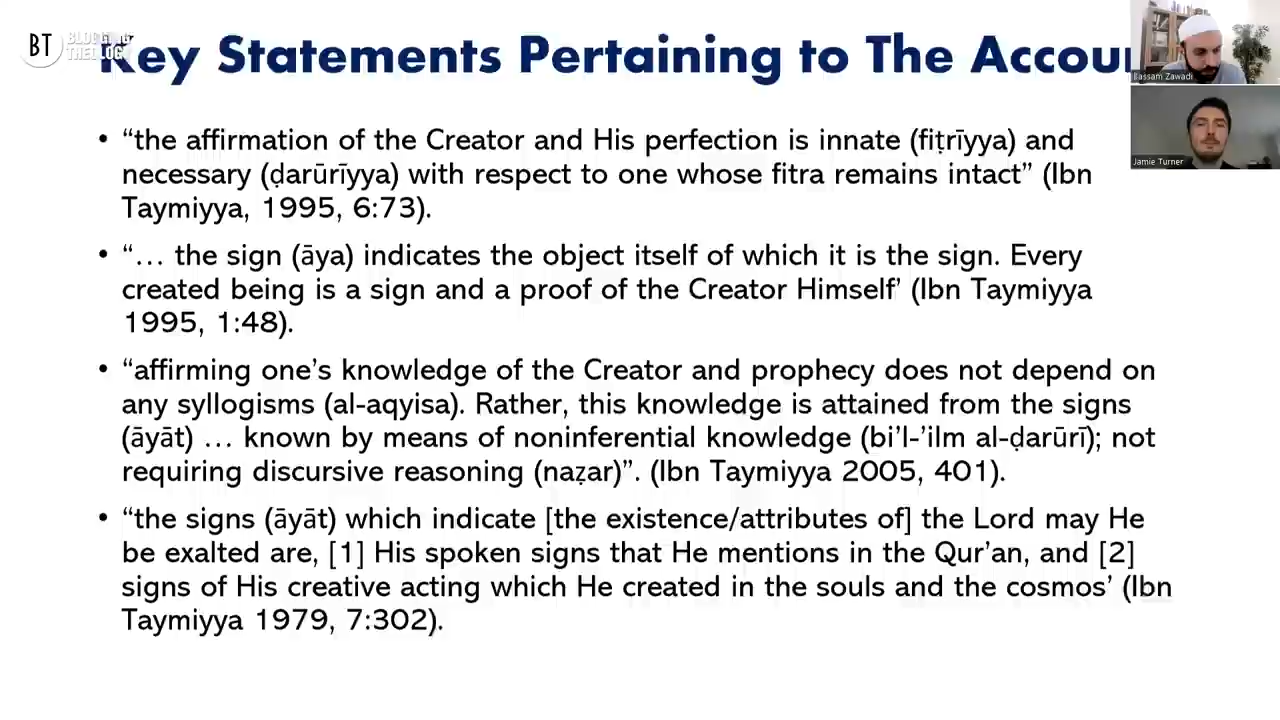 BT
BLOGGING
THEOLOGY
Key Statements Pertaining to The Accou
Bassam Zawadi
Jamie Turner
• “the affirmation of the Creator and His perfection is innate (fiṭrīyya) and
necessary (ḍarūrīyya) with respect to one whose fitra remains intact” (Ibn
Taymiyya, 1995, 6:73).
• “… the sign (āya) indicates the object itself of which it is the sign. Every
created being is a sign and a proof of the Creator Himself’ (Ibn Taymiyya
1995, 1:48).
• “affirming one’s knowledge of the Creator and prophecy does not depend on
any syllogisms (al-aqyisa). Rather, this knowledge is attained from the signs
(āyāt) … known by means of noninferential knowledge (bi’l-’ilm al-ḍarūrī); not
requiring discursive reasoning (naẓar)”. (Ibn Taymiyya 2005, 401).
• “the signs (āyāt) which indicate [the existence/attributes of] the Lord may He
be exalted are, [1] His spoken signs that He mentions in the Qur’an, and [2]
signs of His creative acting which He created in the souls and the cosmos’ (Ibn
Taymiyya 1979, 7:302).